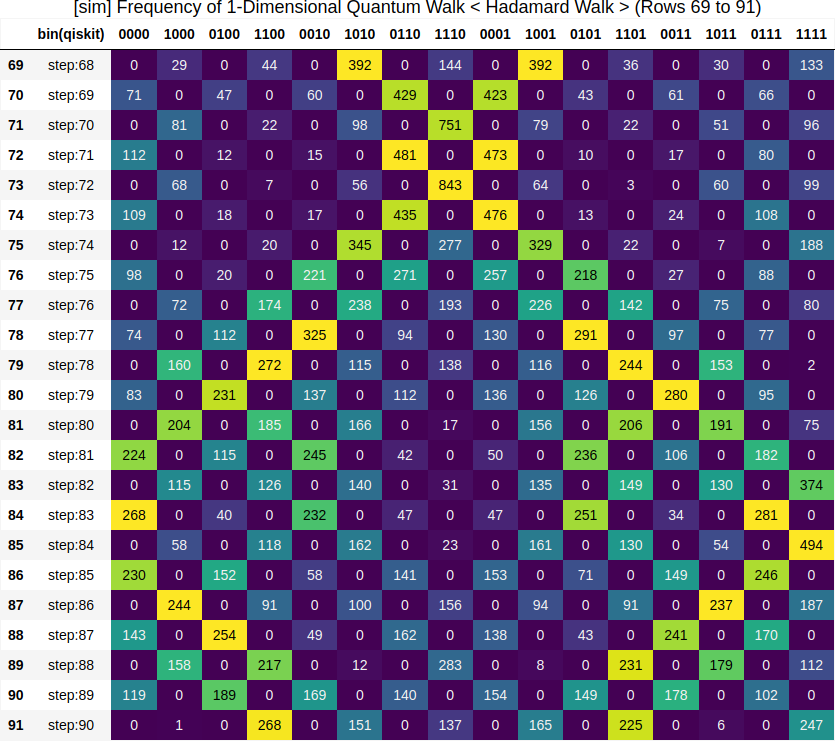 [sim] Frequency of 1-Dimensional Quantum Walk < Hadamard Walk > (Rows 69 to 91)
bin(qiskit) 0000 1000 0100 1100 0010 1010 0110 1110 0001 1001 0101 1101 0011 1011 0111 1111
69 step:68 0 29 0 44 0 392 0 144 0 392 0 36 0 30 0 133
70 step:69 71 0 47 0 60 0 429 0 423 0 43 0 61 0 66 0
71 step:70 0 81 0 22 0 98 0 751 0 79 0 22 0 51 0 96
72 step:71 112 0 12 0 15 0 481 0 473 0 10 0 17 0 80 0
73 step:72 0 68 0 7 0 56 0 843 0 64 0 3 0 60 0 99
74 step:73 109 0 18 0 17 0 435 0 476 0 13 0 24 0 108 0
75 step:74 0 12 0 20 0 345 0 277 0 329 0 22 0 7 0 188
76 step:75 98 0 20 0 221 0 271 0 257 0 218 0 27 0 88 0
77 step:76 0 72 0 174 0 238 0 193 0 226 0 142 0 75 0 80
78 step:77 74 0 112 0 325 0 94 0 130 0 291 0 97 0 77 0
79 step:78 0 160 0 272 0 115 0 138 0 116 0 244 0 153 0 2
80 step:79 83 0 231 0 137 0 112 0 136 0 126 0 280 0 95 0
81 step:80 0 204 0 185 0 166 0 17 0 156 0 206 0 191 0 75
82 step:81 224 0 115 0 245 0 42 0 50 0 236 0 106 0 182 0
83 step:82 0 115 0 126 0 140 0 31 0 135 0 149 0 130 0 374
84 step:83 268 0 40 0 232 0 47 0 47 0 251 0 34 0 281 0
85 step:84 0 58 0 118 0 162 0 23 0 161 0 130 0 54 0 494
86 step:85 230 0 152 0 58 0 141 0 153 0 71 0 149 0 246 0
87 step:86 0 244 0 91 0 100 0 156 0 94 0 91 0 237 0 187
88 step:87 143 0 254 0 49 0 162 0 138 0 43 0 241 0 170 0
89 step:88 0 158 0 217 0 12 0 283 0 8 0 231 0 179 0 112
90 step:89 119 0 189 0 169 0 140 0 154 0 149 0 178 0 102 0
91 step:90 0 1 0 268 0 151 0 137 0 165 0 225 0 6 0 247